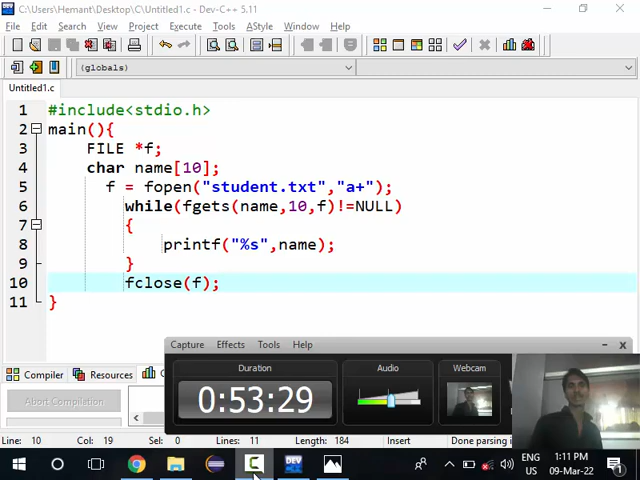 C:\Users\Hemant\Desktop\C\Untitled1.c - Dev-C++ 5.11
File Edit Search View Project Execute Tools AStyle Window Help
(globals)
Untitled1.c
1 #include<stdio.h>
2 main(){
3 FILE *f;
4 char name[10];
5 f = fopen("student.txt","a+");
6 while(fgets(name,10,f)!=NULL)
7 {
8 printf("%s",name);
9 }
10 fclose(f);
11 }
Capture Effects Tools Help
Duration Audio Webcam
0:53:29
Compiler Resources
Abort Compilation
Line: 10 Col: 19 Sel: 0 Lines: 11 Length: 184 Insert Done parsing
DEV
ENG 1:11 PM
US 09-Mar-22
1